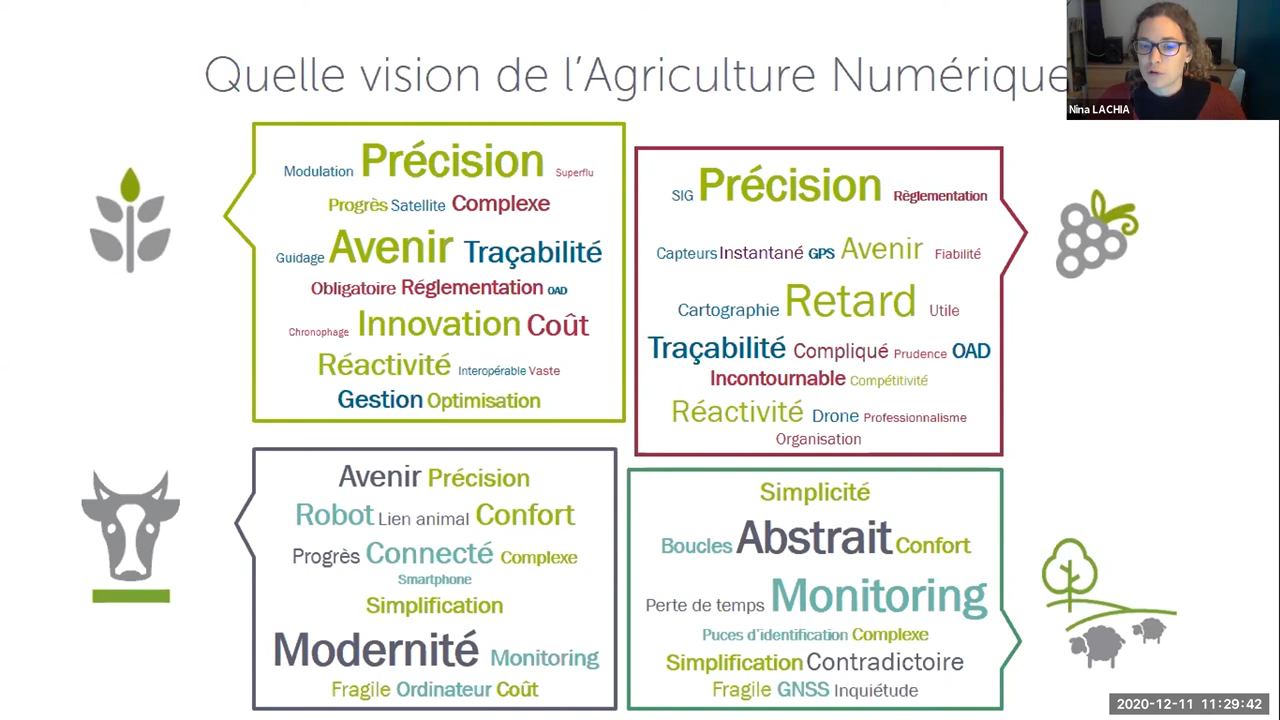 Quelle vision de l'Agriculture Numérique
Nina LACHIA
Modulation Précision Superflu
Progrès Satellite Complexe
Guidage Avenir Traçabilité
Obligatoire Réglementation OAD
Chronophage Innovation Coût
Réactivité Interopérable Vaste
Gestion Optimisation
SIG Précision Règlementation
Capteurs Instantané GPS Avenir Fiabilité
Cartographie Retard Utile
Traçabilité Compliqué Prudence OAD
Incontournable Compétitivité
Réactivité Drone Professionnalisme
Organisation
Avenir Précision
Robot Lien animal Confort
Progrès Connecté Complexe
Smartphone
Simplification
Modernité Monitoring
Fragile Ordinateur Coût
Simplicité
Boucles Abstrait Confort
Perte de temps Monitoring
Puces d'identification Complexe
Simplification Contradictoire
Fragile GNSS Inquiétude
2020-12-11 11:29:42